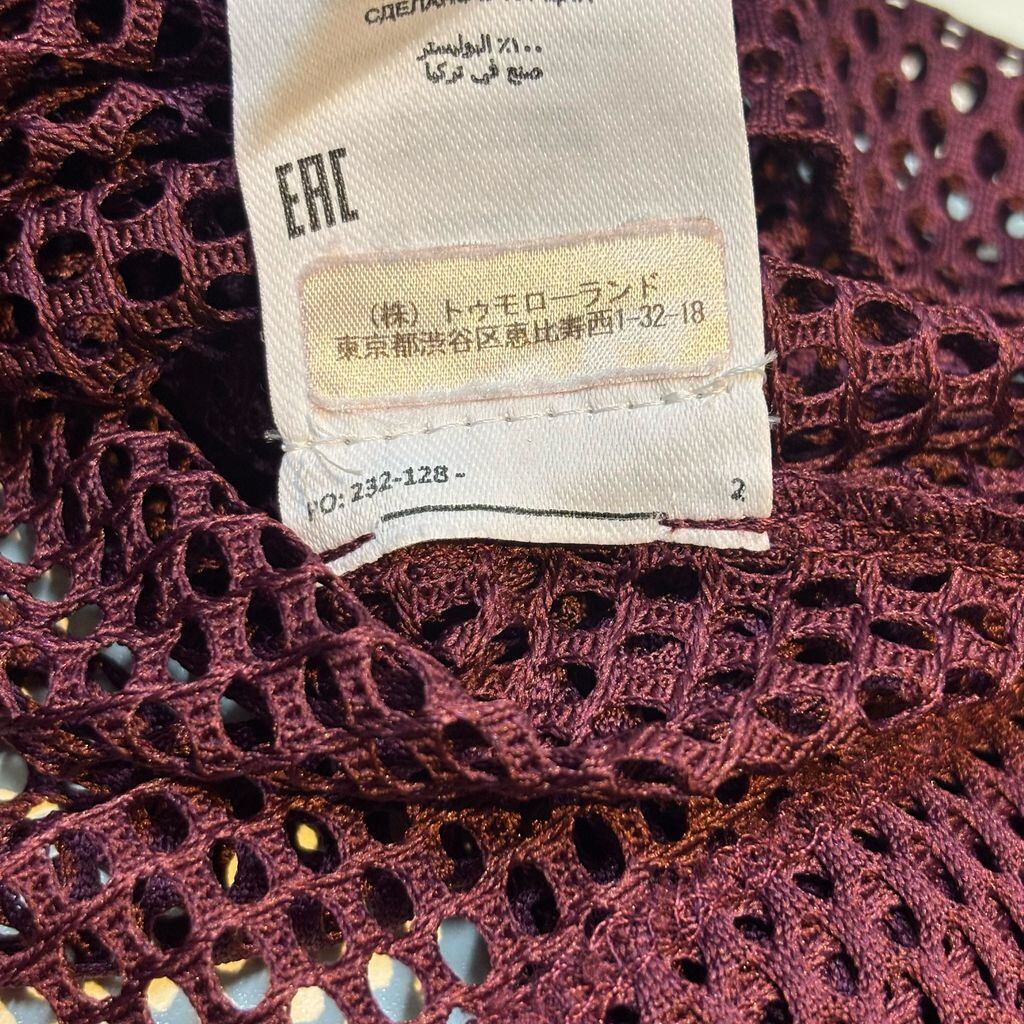 СДЕЛАНО
١٠٠٪ البوليستر
صنع في تركيا
EAC
（株） トゥモローランド
東京都渋谷区恵比寿西1-32-18
PO: 232-128 -
2